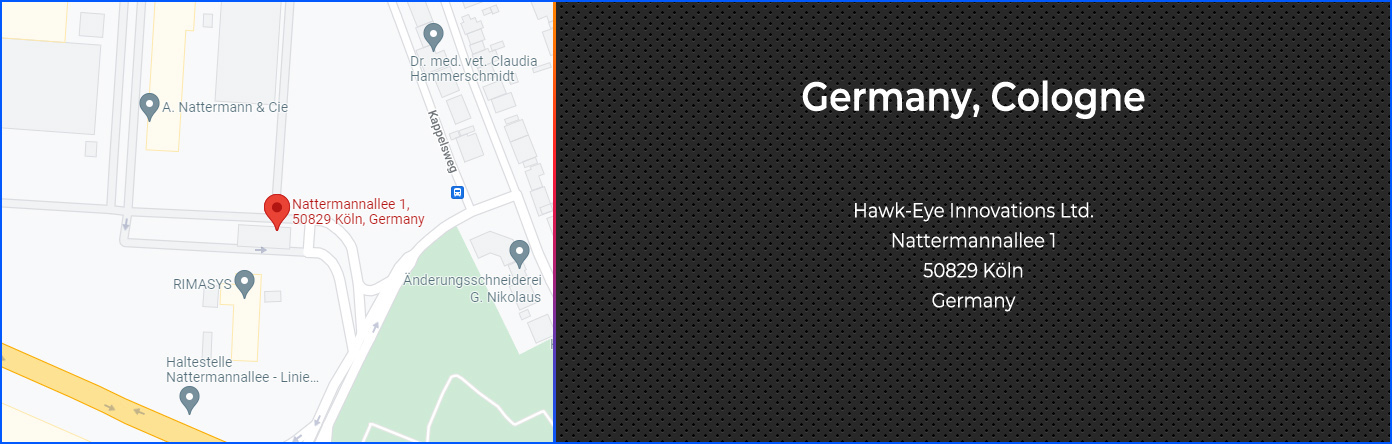 Dr. med. vet. Claudia
Hammerschmidt
A. Nattermann & Cie
Kappelsweg
Nattermannallee 1,
50829 Köln, Germany
RIMASYS
Änderungsschneiderei
G. Nikolaus
Haltestelle
Nattermannallee - Linie...
Germany, Cologne
Hawk-Eye Innovations Ltd.
Nattermannallee 1
50829 Köln
Germany